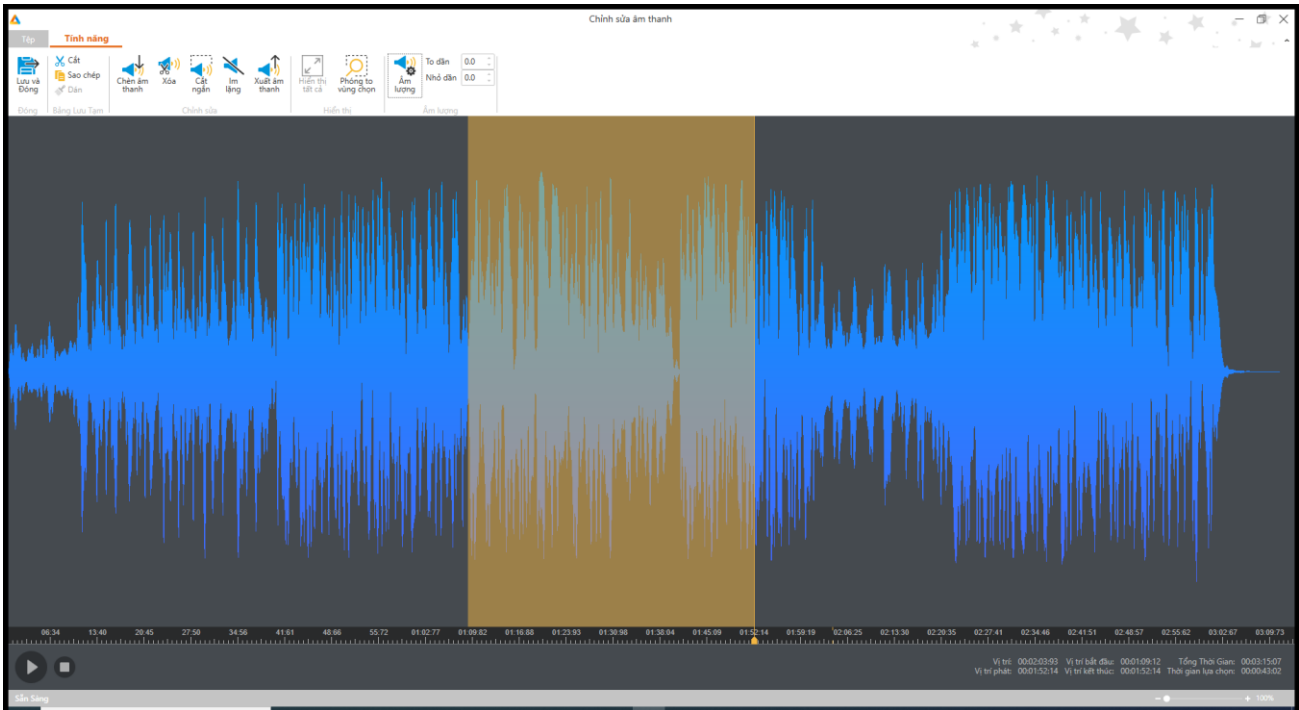 Chỉnh sửa âm thanh
Tệp Tính năng
Lưu và Đóng
Cắt
Sao chép
Dán
Chèn âm thanh
Xóa
Cắt ngắn
Im lặng
Xuất âm thanh
Hiển thị tất cả
Phóng to vùng chọn
Âm lượng
To dần 0.0
Nhỏ dần 0.0
Đóng Bảng Lưu Tạm Chỉnh sửa Hiển thị Âm lượng
06:34 13:40 20:45 27:50 34:56 41:61 48:66 55:72 01:02:77 01:09:82 01:16:88 01:23:93 01:30:98 01:38:04 01:45:09 01:52:14 01:59:19 02:06:25 02:13:30 02:20:35 02:27:41 02:34:46 02:41:51 02:48:57 02:55:62 03:02:67 03:09:73
Vị trí: 00:02:03:93 Vị trí bắt đầu: 00:01:09:12 Tổng Thời Gian: 00:03:15:07
Vị trí phát: 00:01:52:14 Vị trí kết thúc: 00:01:52:14 Thời gian lựa chọn: 00:00:43:02
Sẵn Sàng 100%